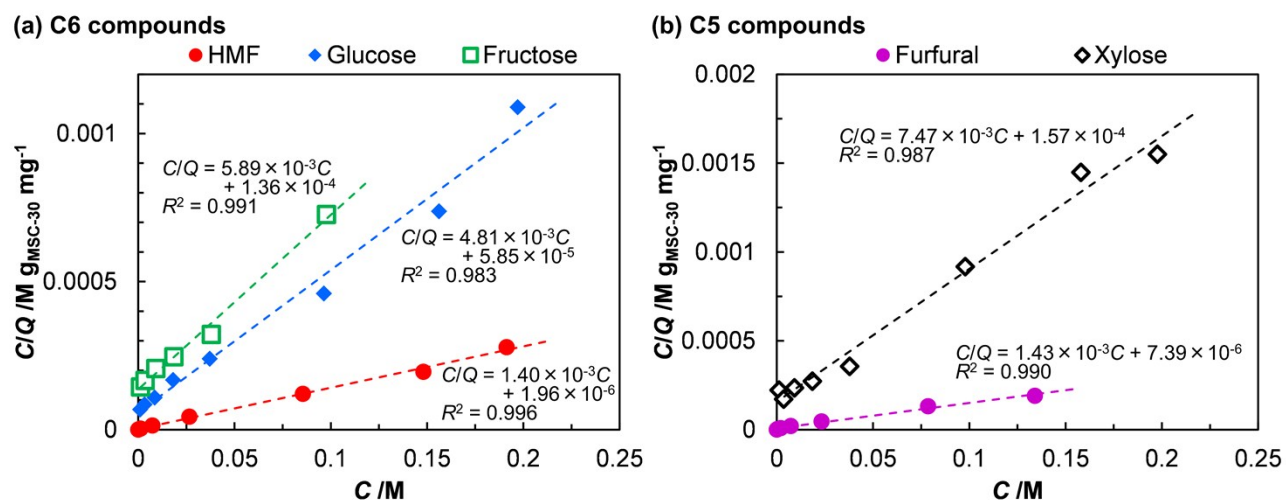 (a) C6 compounds
HMF Glucose Fructose
C/Q /M g_MSC-30 mg⁻¹
0.001
0.0005
0
C/Q = 5.89 × 10⁻³C
+ 1.36 × 10⁻⁴
R² = 0.991
C/Q = 4.81 × 10⁻³C
+ 5.85 × 10⁻⁵
R² = 0.983
C/Q = 1.40 × 10⁻³C
+ 1.96 × 10⁻⁶
R² = 0.996
0 0.05 0.1 0.15 0.2 0.25
C /M
(b) C5 compounds
Furfural Xylose
C/Q /M g_MSC-30 mg⁻¹
0.002
0.0015
0.001
0.0005
0
C/Q = 7.47 × 10⁻³C + 1.57 × 10⁻⁴
R² = 0.987
C/Q = 1.43 × 10⁻³C + 7.39 × 10⁻⁶
R² = 0.990
0 0.05 0.1 0.15 0.2 0.25
C /M